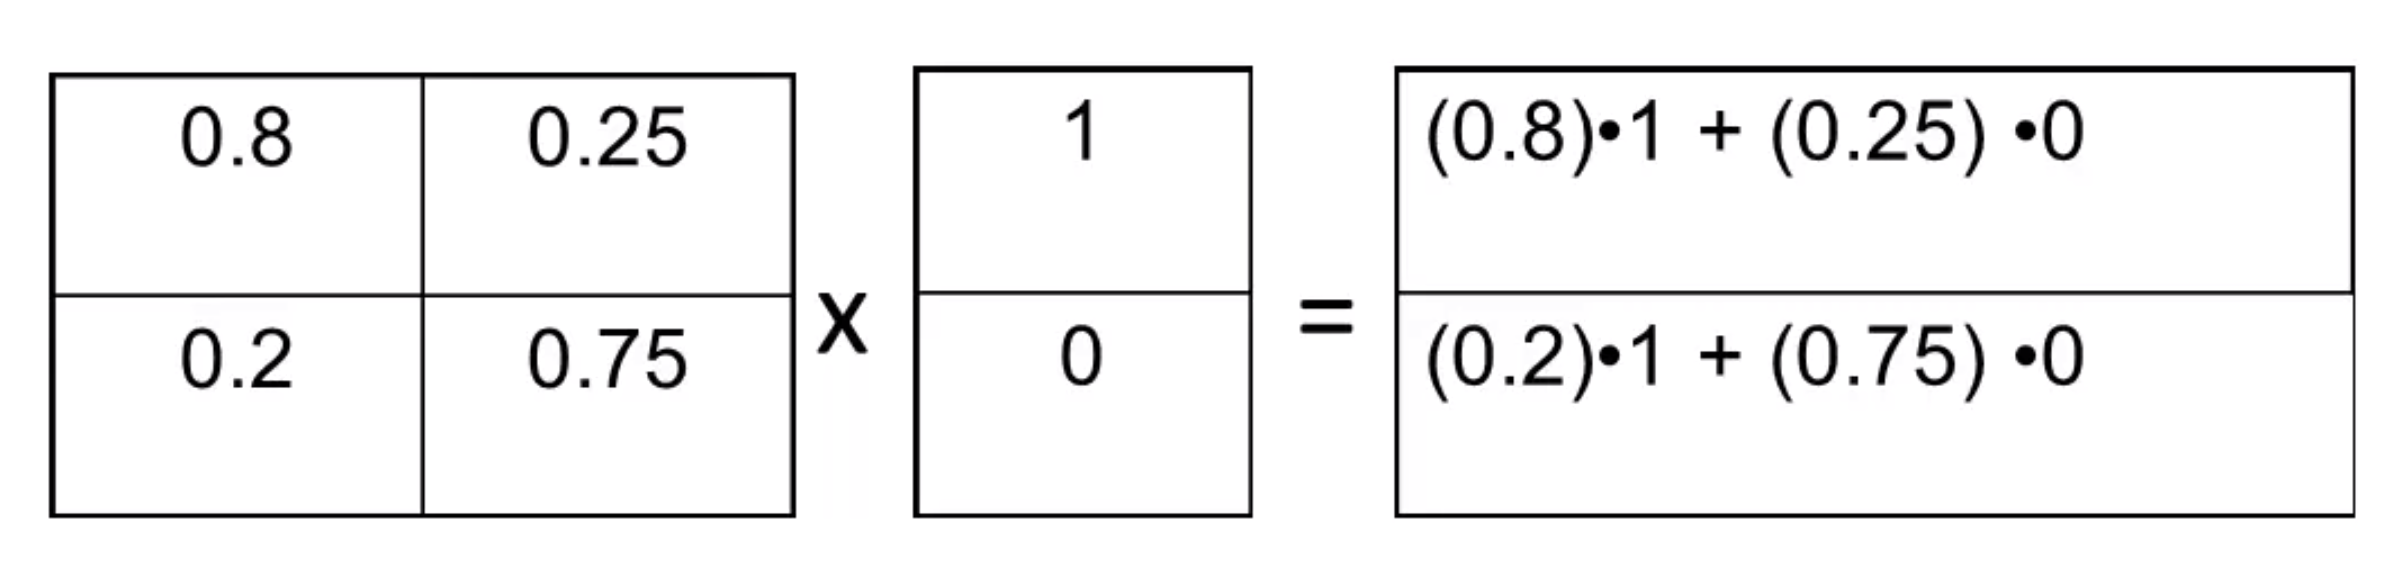 0.8 0.25 1 (0.8)•1 + (0.25) •0
x =
0.2 0.75 0 (0.2)•1 + (0.75) •0